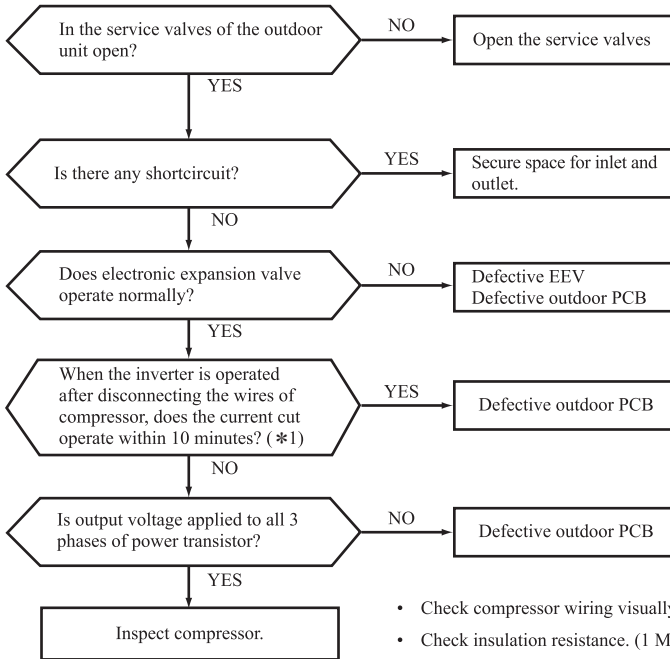 In the service valves of the outdoor
unit open?
NO
Open the service valves
YES
Is there any shortcircuit?
YES
Secure space for inlet and
outlet.
NO
Does electronic expansion valve
operate normally?
NO
Defective EEV
Defective outdoor PCB
YES
When the inverter is operated
after disconnecting the wires of
compressor, does the current cut
operate within 10 minutes? (∗1)
YES
Defective outdoor PCB
NO
Is output voltage applied to all 3
phases of power transistor?
NO
Defective outdoor PCB
YES
Inspect compressor.
• Check compressor wiring visually
• Check insulation resistance. (1 M